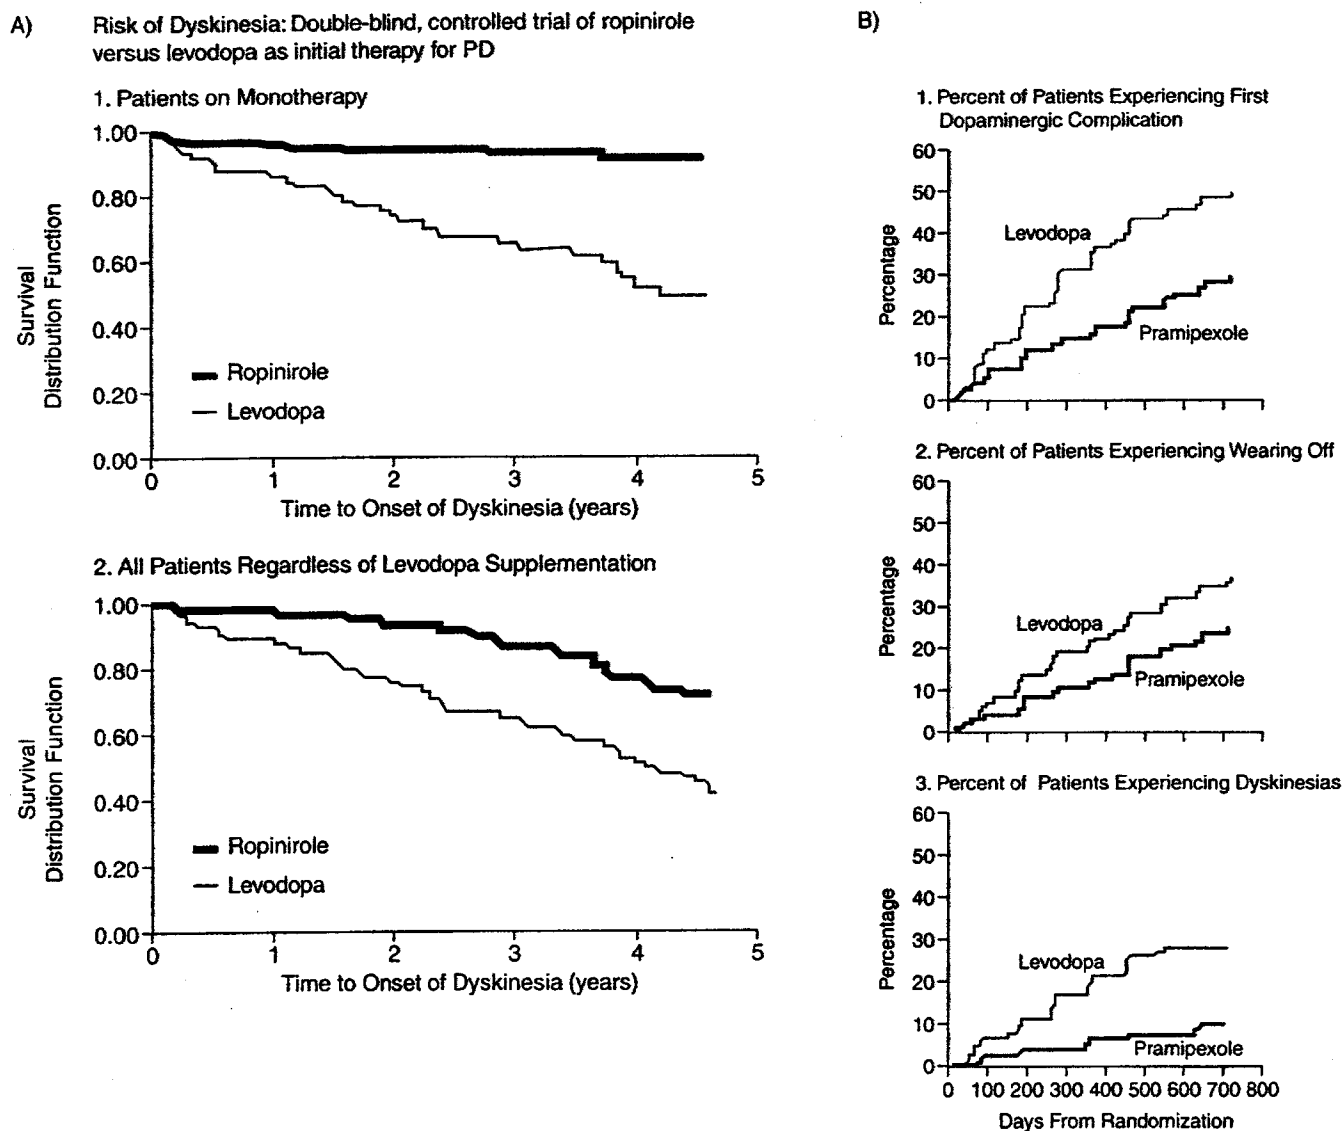 A)
Risk of Dyskinesia: Double-blind, controlled trial of ropinirole
versus levodopa as initial therapy for PD
1. Patients on Monotherapy
1.00
0.80
0.60
0.40
0.20
0.00
Survival
Distribution Function
Ropinirole
Levodopa
0 1 2 3 4 5
Time to Onset of Dyskinesia (years)
2. All Patients Regardless of Levodopa Supplementation
1.00
0.80
0.60
0.40
0.20
0.00
Survival
Distribution Function
Ropinirole
Levodopa
0 1 2 3 4 5
Time to Onset of Dyskinesia (years)
B)
1. Percent of Patients Experiencing First
Dopaminergic Complication
60
50
40
30
20
10
0
Percentage
Levodopa
Pramipexole
2. Percent of Patients Experiencing Wearing Off
60
50
40
30
20
10
0
Percentage
Levodopa
Pramipexole
3. Percent of Patients Experiencing Dyskinesias
60
50
40
30
20
10
0
Percentage
Levodopa
Pramipexole
0 100 200 300 400 500 600 700 800
Days From Randomization